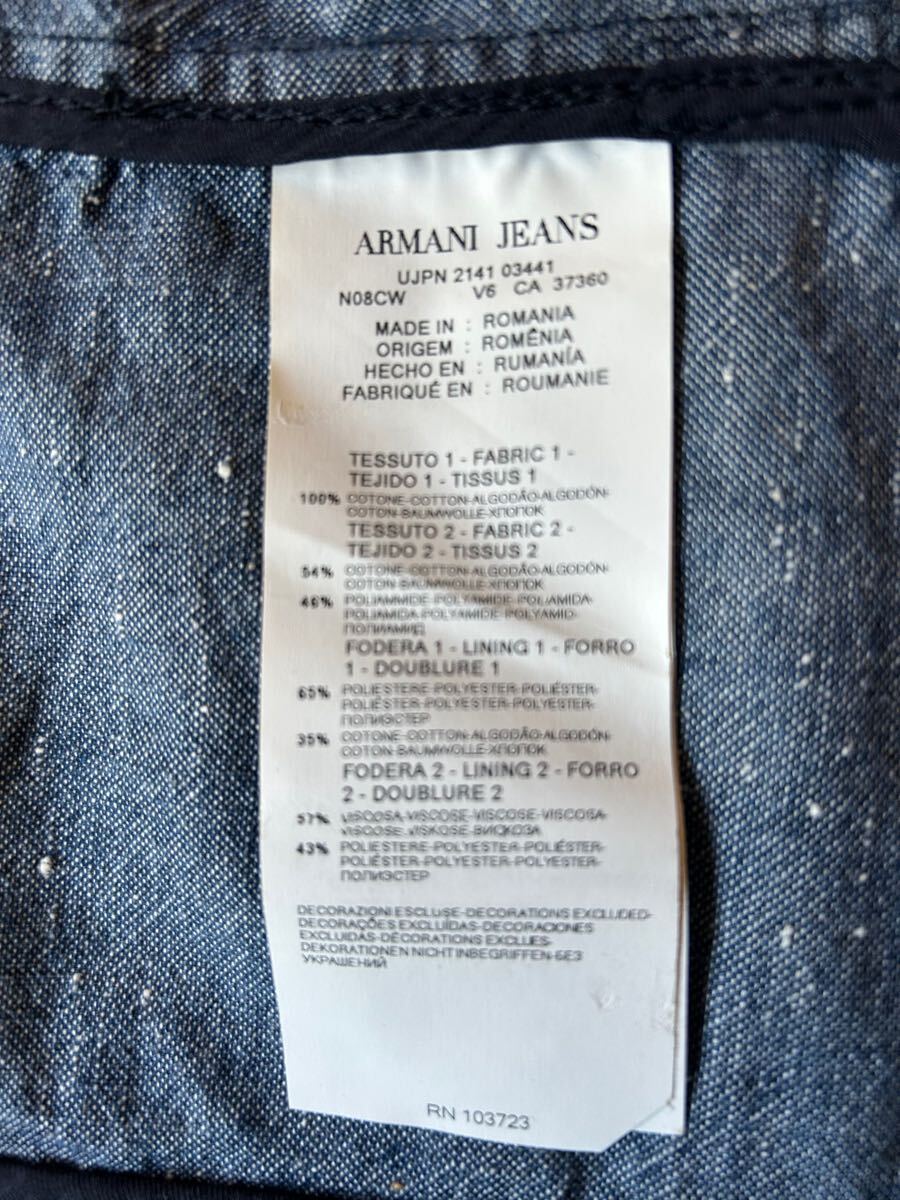 ARMANI JEANS
UJPN 2141 03441
N08CW V6 CA 37360
MADE IN : ROMANIA
ORIGEM : ROMÊNIA
HECHO EN : RUMANÍA
FABRIQUÉ EN : ROUMANIE
TESSUTO 1 - FABRIC 1 -
TEJIDO 1 - TISSUS 1
100% COTONE-COTTON-ALGODÃO-ALGODÓN-
COTON-BAUMWOLLE-ХЛОПОК
TESSUTO 2 - FABRIC 2 -
TEJIDO 2 - TISSUS 2
54% COTONE-COTTON-ALGODÃO-ALGODÓN-
COTON-BAUMWOLLE-ХЛОПОК
46% POLIAMMIDE-POLYAMIDE-POLIAMIDA-
POLIAMIDA-POLYAMIDE-POLYAMID-
ПОЛИАМИД
FODERA 1 - LINING 1 - FORRO
1 - DOUBLURE 1
65% POLIESTERE-POLYESTER-POLIÉSTER-
POLIÉSTER-POLYESTER-POLYESTER-
ПОЛИЭСТЕР
35% COTONE-COTTON-ALGODÃO-ALGODÓN-
COTON-BAUMWOLLE-ХЛОПОК
FODERA 2 - LINING 2 - FORRO
2 - DOUBLURE 2
57% VISCOSA-VISCOSE-VISCOSE-VISCOSA-
VISCOSE-VISKOSE-ВИСКОЗА
43% POLIESTERE-POLYESTER-POLIÉSTER-
POLIÉSTER-POLYESTER-POLYESTER-
ПОЛИЭСТЕР
DECORAZIONI ESCLUSE-DECORATIONS EXCLUDED-
DECORAÇÕES EXCLUÍDAS-DECORACIONES
EXCLUIDAS-DÉCORATIONS EXCLUES-
DEKORATIONEN NICHT INBEGRIFFEN-БЕЗ
УКРАШЕНИЙ
RN 103723